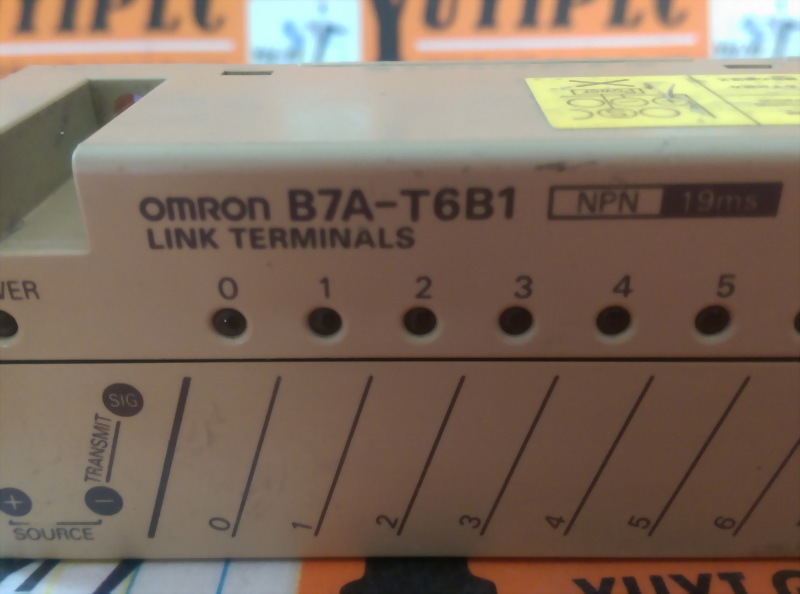 YUYIPLC
OMRON B7A-T6B1 NPN 19ms
LINK TERMINALS
0 1 2 3 4 5
SIG
TRANSMIT
+ −
SOURCE
0 1 2 3 4 5 6